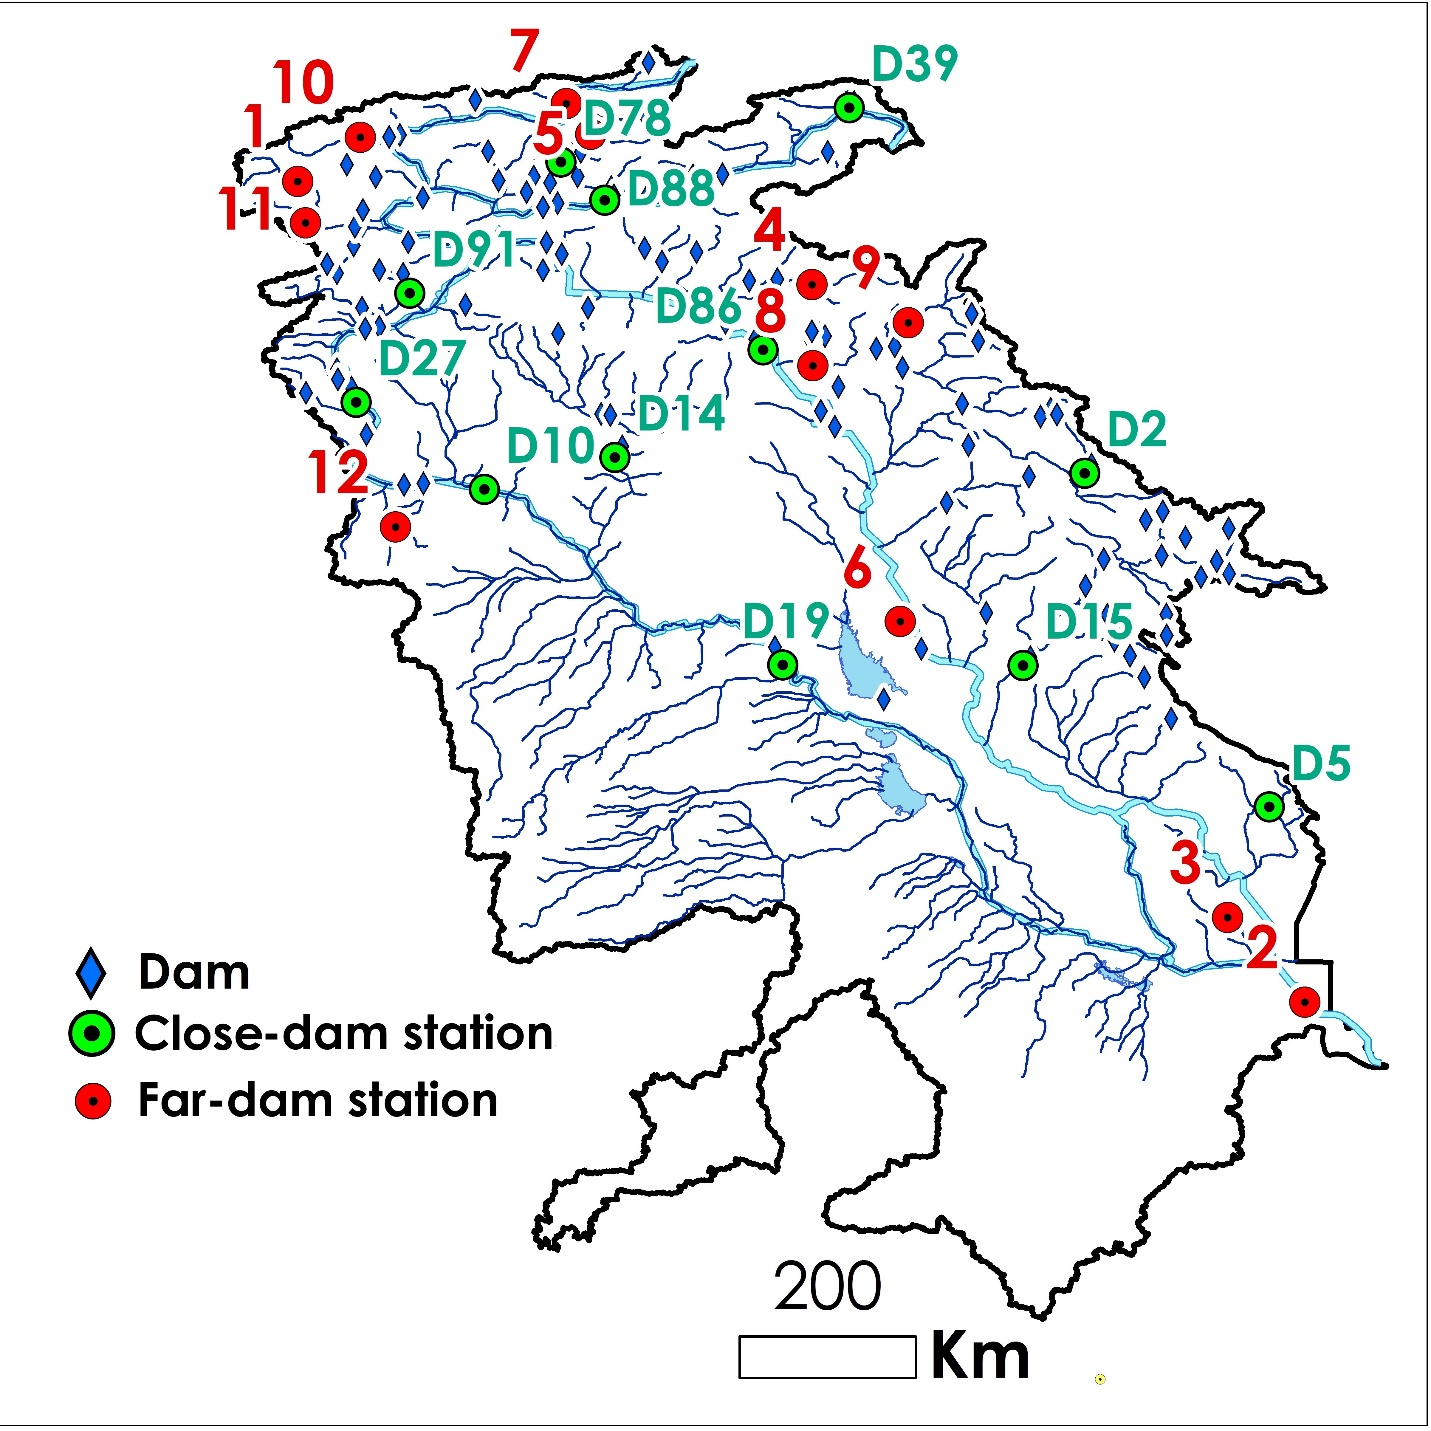 7
D39
10
1
5
D78
11
D88
4
D91
9
D86
8
D27
D14
D10
D2
12
6
D19
D15
D5
3
2
Dam
Close-dam station
Far-dam station
200
Km